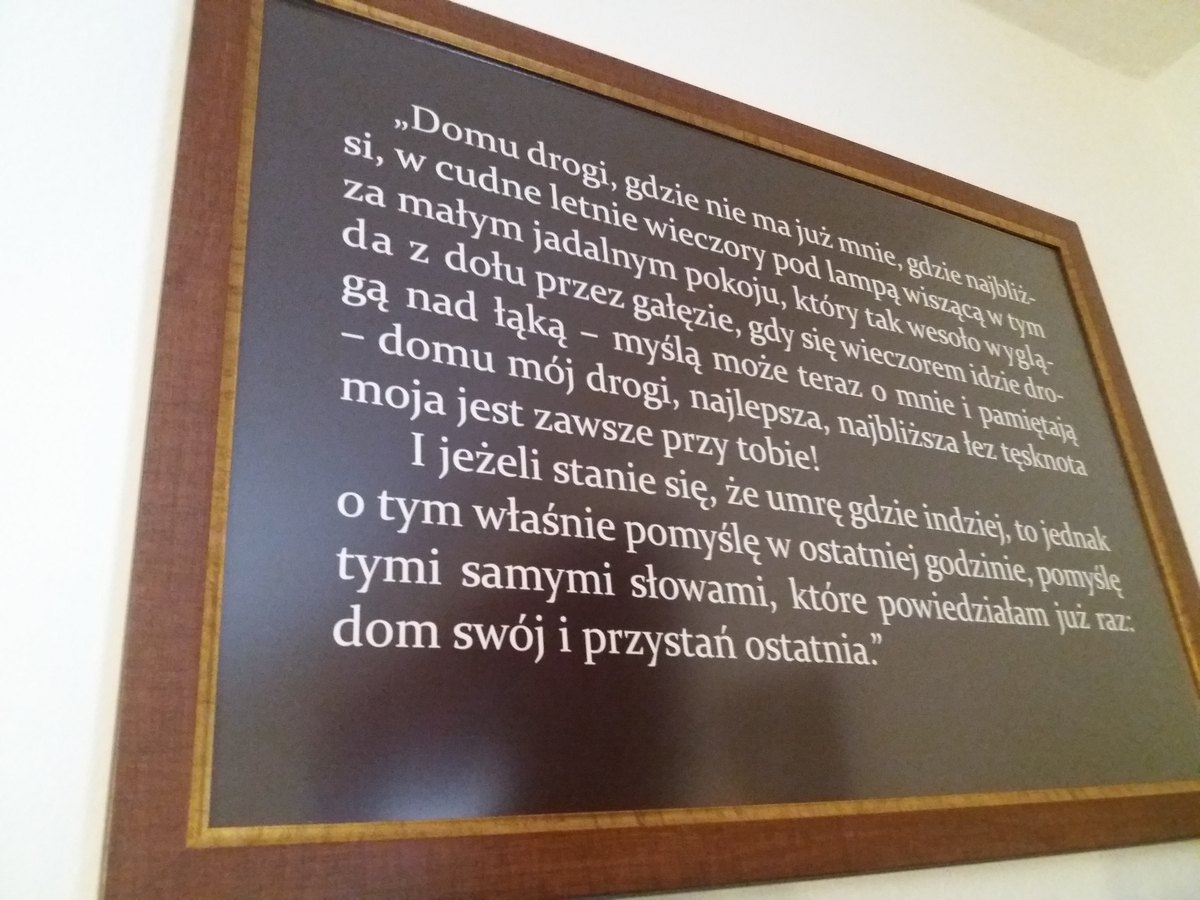 „Domu drogi, gdzie nie ma już mnie, gdzie najbliż-
si, w cudne letnie wieczory pod lampą wiszącą w tym
za małym jadalnym pokoju, który tak wesoło wyglą-
da z dołu przez gałęzie, gdy się wieczorem idzie dro-
gą nad łąką – myślą może teraz o mnie i pamiętają
– domu mój drogi, najlepsza, najbliższa łez tęsknota
moja jest zawsze przy tobie!
I jeżeli stanie się, że umrę gdzie indziej, to jednak
o tym właśnie pomyślę w ostatniej godzinie, pomyślę
tymi samymi słowami, które powiedziałam już raz:
dom swój i przystań ostatnia.”